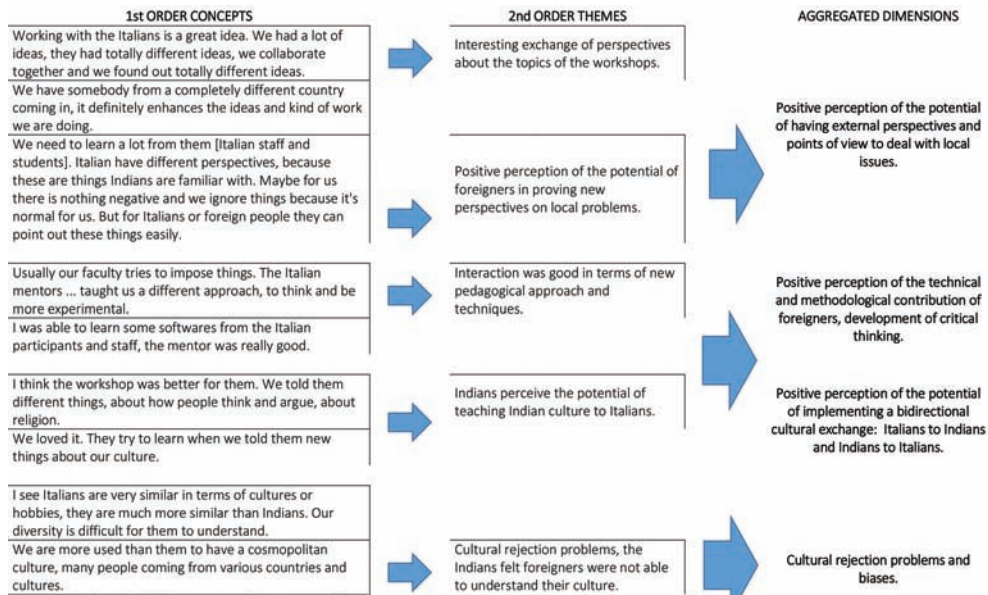 1st ORDER CONCEPTS
2nd ORDER THEMES
AGGREGATED DIMENSIONS
Working with the Italians is a great idea. We had a lot of
ideas, they had totally different ideas, we collaborate
together and we found out totally different ideas.
We have somebody from a completely different country
coming in, it definitely enhances the ideas and kind of work
we are doing.
We need to learn a lot from them [Italian staff and
students]. Italian have different perspectives, because
these are things Indians are familiar with. Maybe for us
there is nothing negative and we ignore things because it's
normal for us. But for Italians or foreign people they can
point out these things easily.
Interesting exchange of perspectives
about the topics of the workshops.
Positive perception of the potential of
foreigners in proving new
perspectives on local problems.
Positive perception of the potential
of having external perspectives and
points of view to deal with local
issues.
Usually our faculty tries to impose things. The Italian
mentors ... taught us a different approach, to think and be
more experimental.
I was able to learn some softwares from the Italian
participants and staff, the mentor was really good.
Interaction was good in terms of new
pedagogical approach and
techniques.
Positive perception of the technical
and methodological contribution of
foreigners, development of critical
thinking.
I think the workshop was better for them. We told them
different things, about how people think and argue, about
religion.
We loved it. They try to learn when we told them new
things about our culture.
Indians perceive the potential of
teaching Indian culture to Italians.
Positive perception of the potential
of implementing a bidirectional
cultural exchange: Italians to Indians
and Indians to Italians.
I see Italians are very similar in terms of cultures or
hobbies, they are much more similar than Indians. Our
diversity is difficult for them to understand.
We are more used than them to have a cosmopolitan
culture, many people coming from various countries and
cultures.
Cultural rejection problems, the
Indians felt foreigners were not able
to understand their culture.
Cultural rejection problems and
biases.